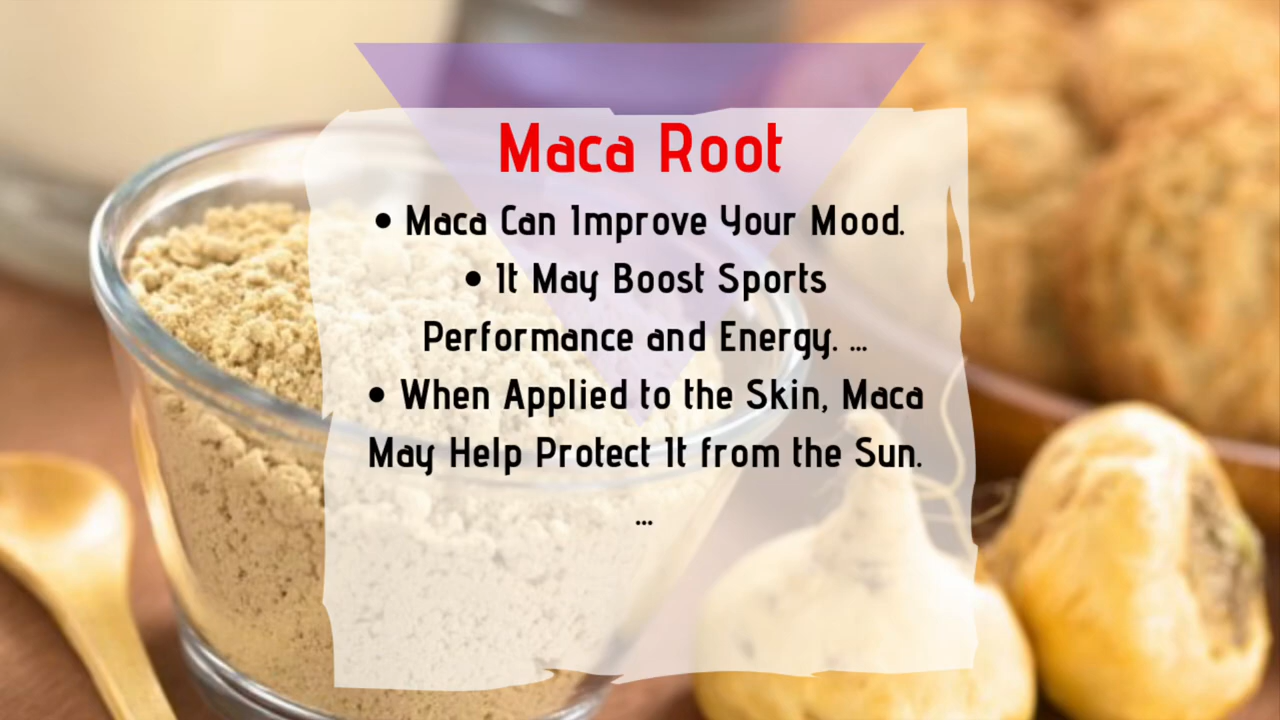 Maca Root
• Maca Can Improve Your Mood.
• It May Boost Sports
Performance and Energy. ...
• When Applied to the Skin, Maca
May Help Protect It from the Sun.
...